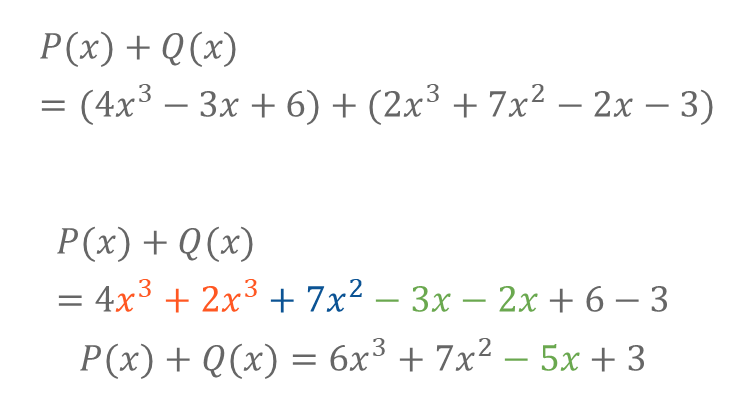 P(x) + Q(x)
= (4x³ − 3x + 6) + (2x³ + 7x² − 2x − 3)
P(x) + Q(x)
= 4x³ + 2x³ + 7x² − 3x − 2x + 6 − 3
P(x) + Q(x) = 6x³ + 7x² − 5x + 3